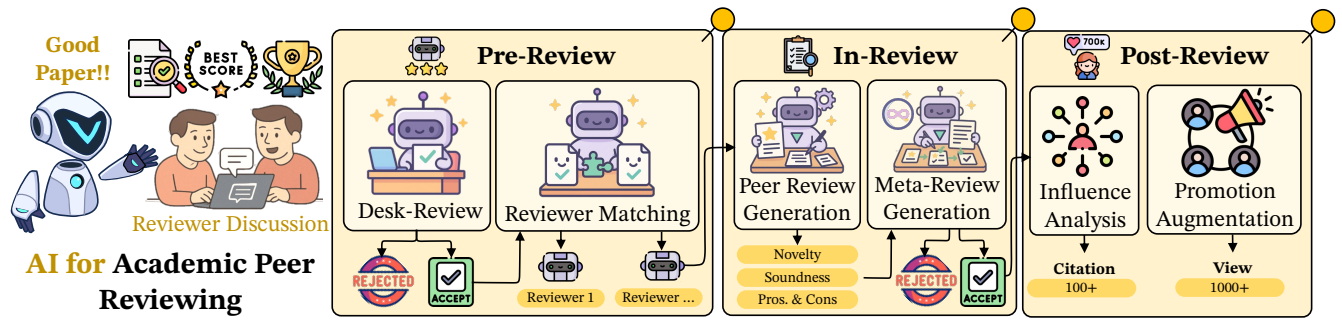 Good
Paper!!
BEST
SCORE
Reviewer Discussion
AI for Academic Peer
Reviewing
Pre-Review
Desk-Review
Reviewer Matching
REJECTED
ACCEPT
Reviewer 1
Reviewer ...
In-Review
Peer Review
Generation
Meta-Review
Generation
Novelty
Soundness
Pros. & Cons
REJECTED
ACCEPT
700K
Post-Review
Influence
Analysis
Promotion
Augmentation
Citation
100+
View
1000+